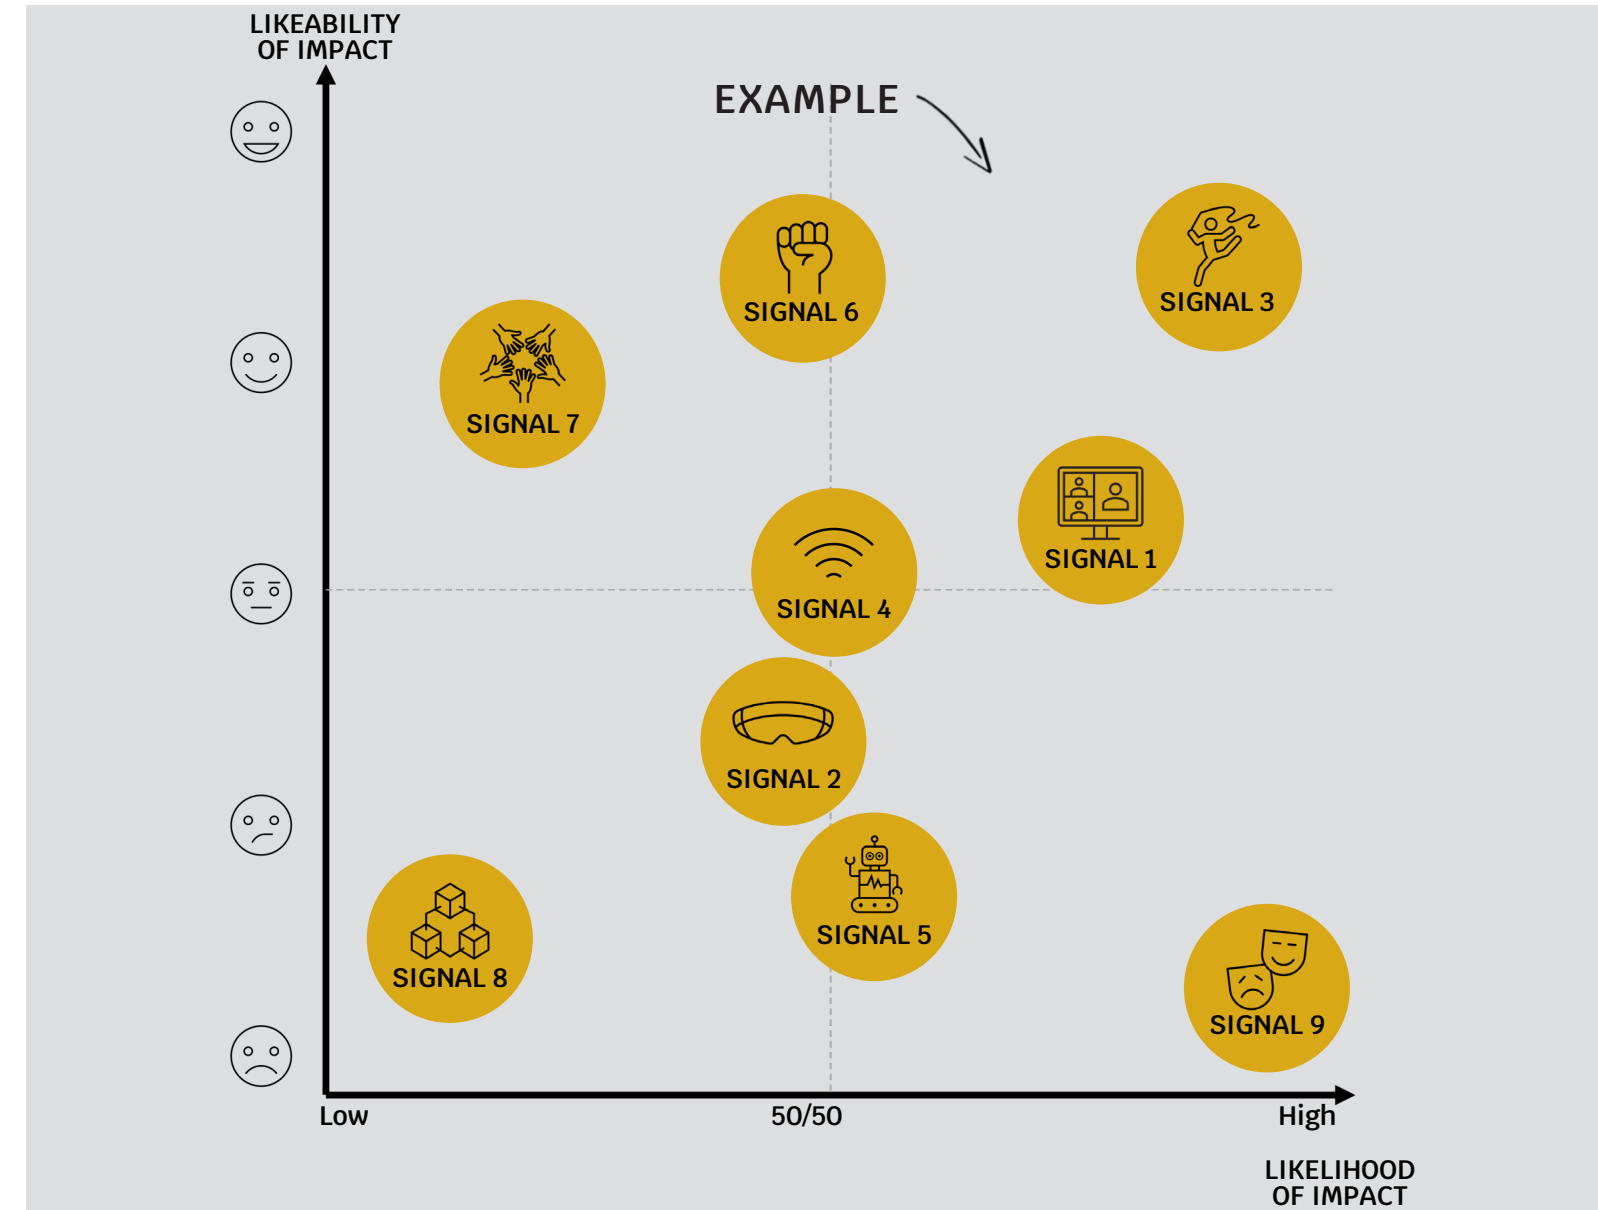 LIKEABILITY
OF IMPACT
EXAMPLE
SIGNAL 6
SIGNAL 3
SIGNAL 7
SIGNAL 1
SIGNAL 4
SIGNAL 2
SIGNAL 5
SIGNAL 8
SIGNAL 9
Low
50/50
High
LIKELIHOOD
OF IMPACT